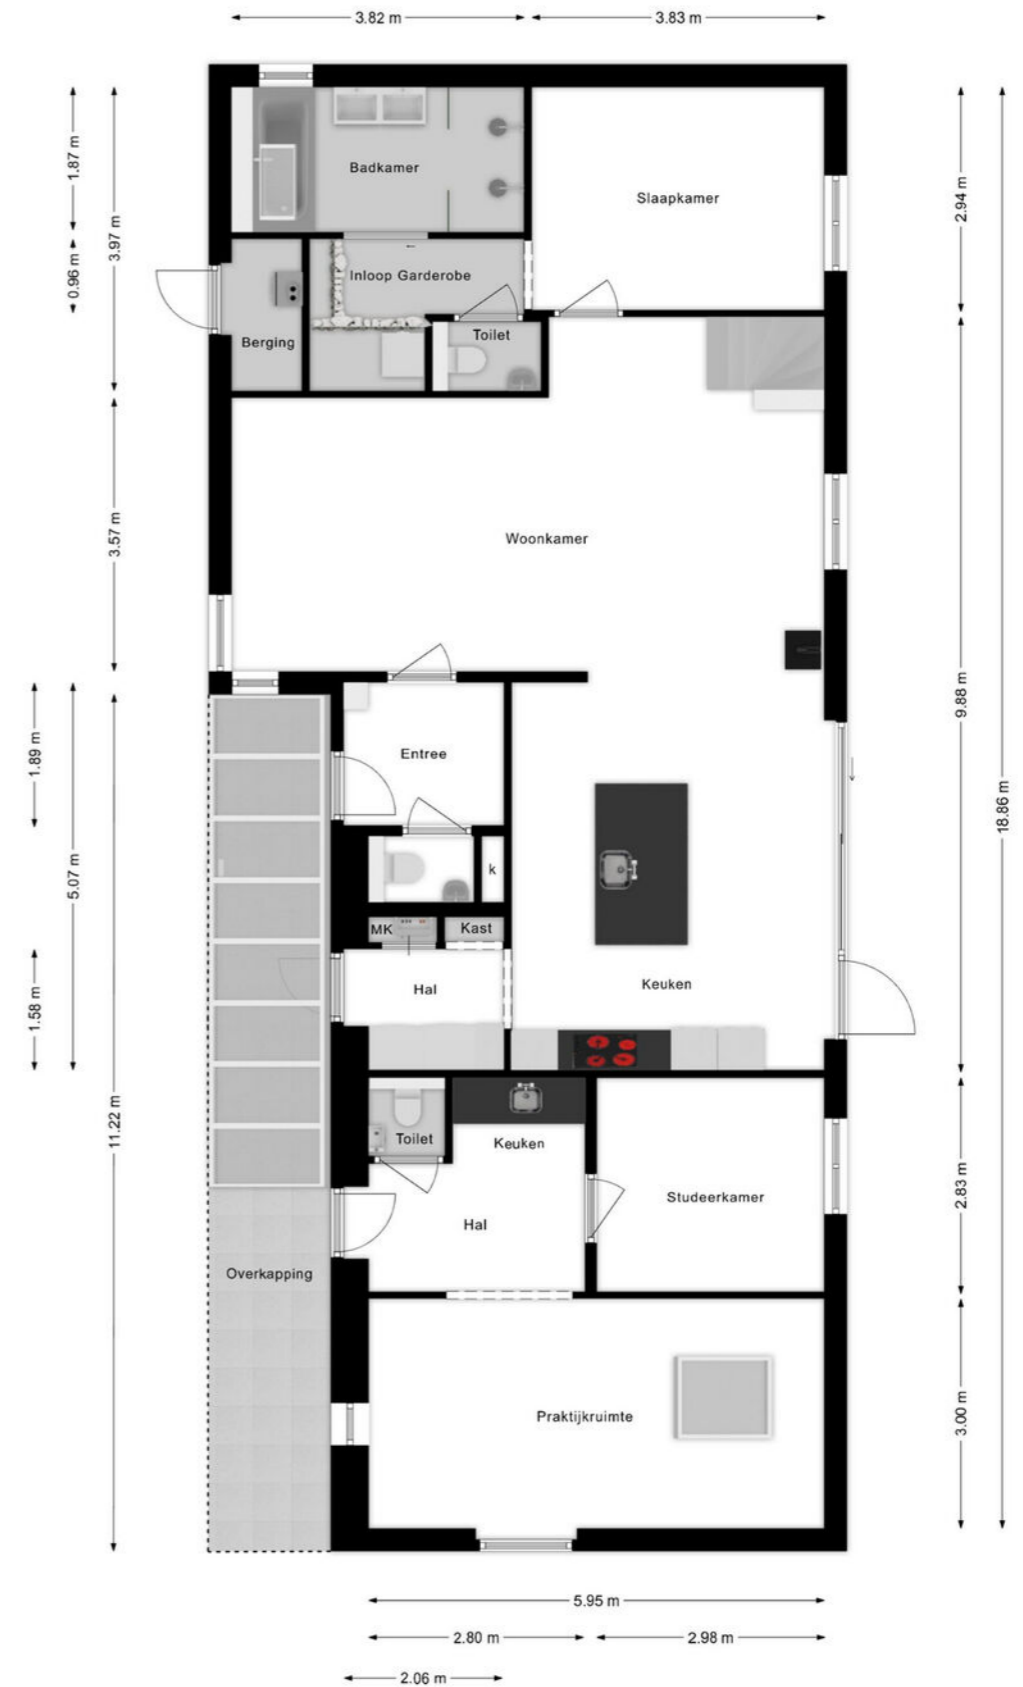 3.82 m
3.83 m
1.87 m
3.97 m
0.96 m
2.94 m
Badkamer
Slaapkamer
Inloop Garderobe
Berging
Toilet
3.57 m
Woonkamer
9.88 m
18.86 m
1.89 m
Entree
5.07 m
k
MK
Kast
Hal
Keuken
1.58 m
11.22 m
Toilet
Keuken
Hal
Studeerkamer
2.83 m
Overkapping
Praktijkruimte
3.00 m
5.95 m
2.80 m
2.98 m
2.06 m